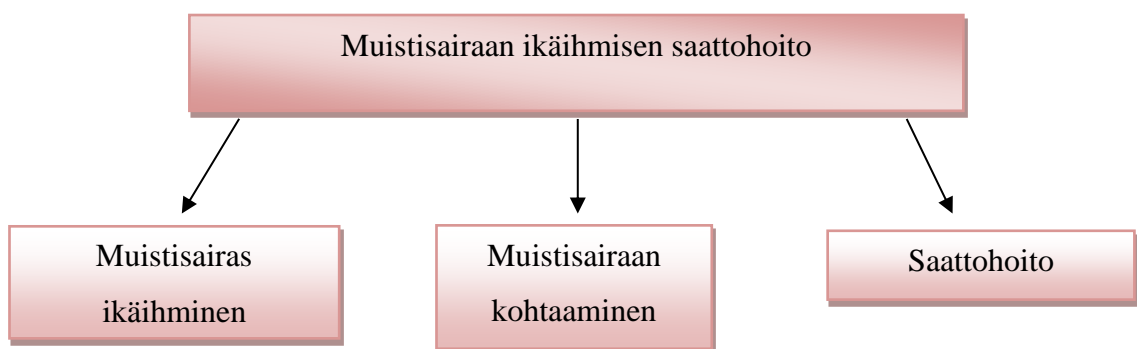 Muistisairaan ikäihmisen saattohoito
Muistisairas
ikäihminen
Muistisairaan
kohtaaminen
Saattohoito